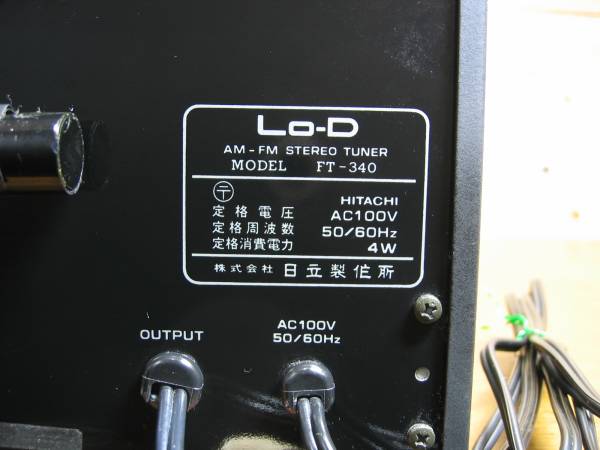 Lo-D
AM-FM STEREO TUNER
MODEL FT-340
〒 HITACHI
定格電圧 AC100V
定格周波数 50/60Hz
定格消費電力 4W
株式会社 日立製作所
OUTPUT
AC100V
50/60Hz